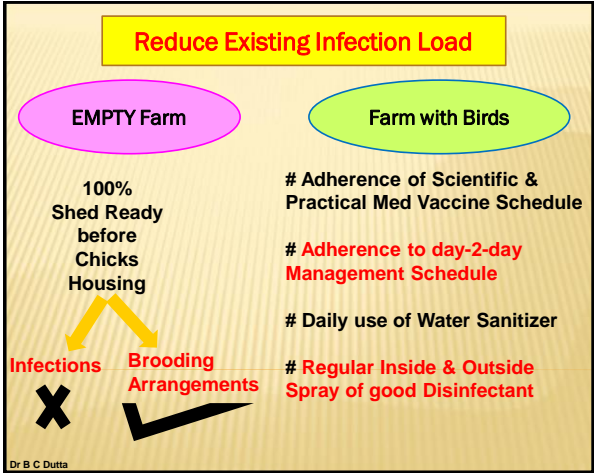 Reduce Existing Infection Load
EMPTY Farm
100%
Shed Ready
before
Chicks
Housing
Infections
Brooding
Arrangements
Farm with Birds
# Adherence of Scientific &
Practical Med Vaccine Schedule
# Adherence to day-2-day
Management Schedule
# Daily use of Water Sanitizer
# Regular Inside & Outside
Spray of good Disinfectant
Dr B C Dutta